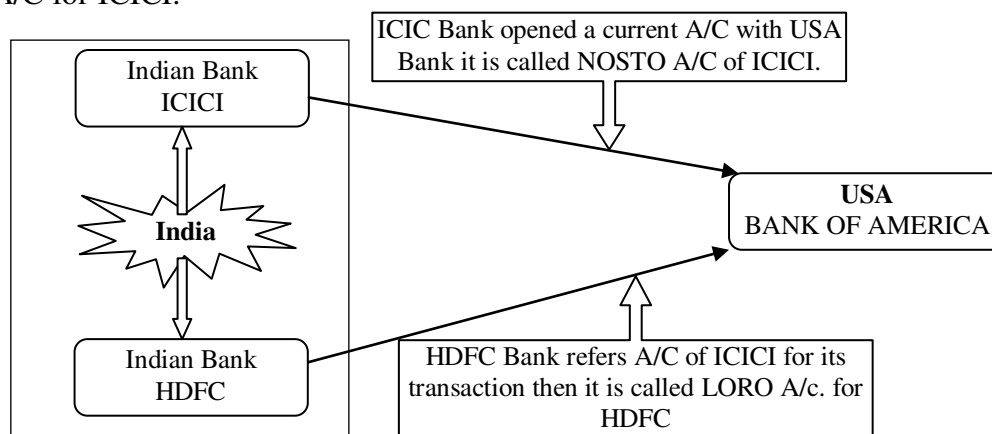 A/C for ICICI.
ICIC Bank opened a current A/C with USA
Bank it is called NOSTO A/C of ICICI.
Indian Bank
ICICI
India
USA
BANK OF AMERICA
Indian Bank
HDFC
HDFC Bank refers A/C of ICICI for its
transaction then it is called LORO A/c. for
HDFC